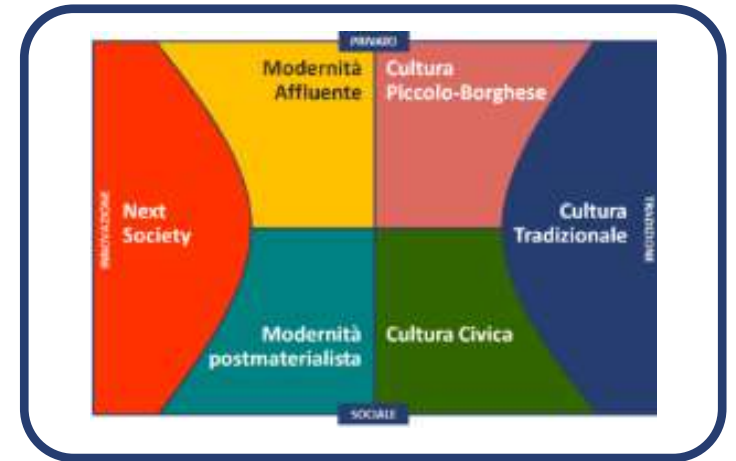 PRIVATO
Modernità
Affluente
Cultura
Piccolo-Borghese
INNOVAZIONE
Next
Society
Cultura
Tradizionale
TRADIZIONE
Modernità
postmaterialista
Cultura Civica
SOCIALE